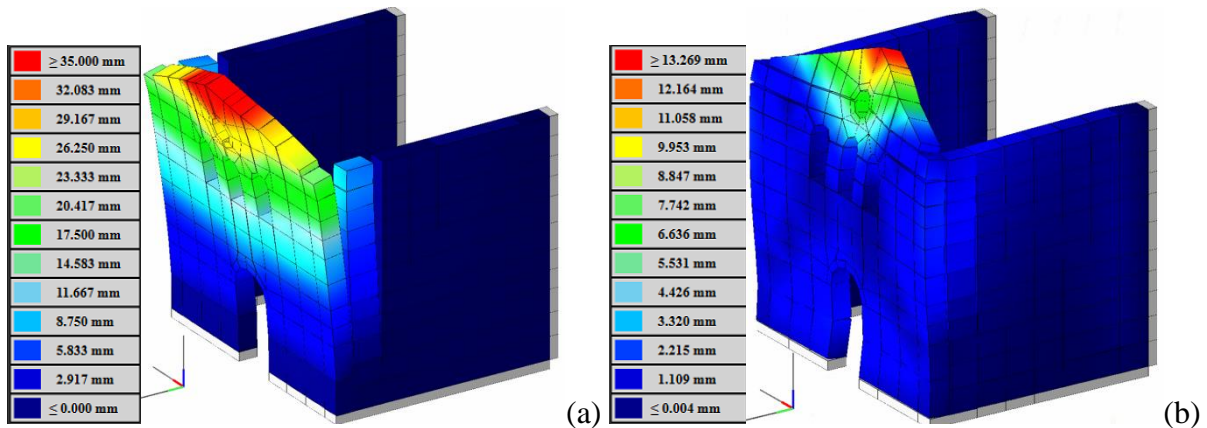 ≥ 35.000 mm
32.083 mm
29.167 mm
26.250 mm
23.333 mm
20.417 mm
17.500 mm
14.583 mm
11.667 mm
8.750 mm
5.833 mm
2.917 mm
≤ 0.000 mm
(a)
≥ 13.269 mm
12.164 mm
11.058 mm
9.953 mm
8.847 mm
7.742 mm
6.636 mm
5.531 mm
4.426 mm
3.320 mm
2.215 mm
1.109 mm
≤ 0.004 mm
(b)